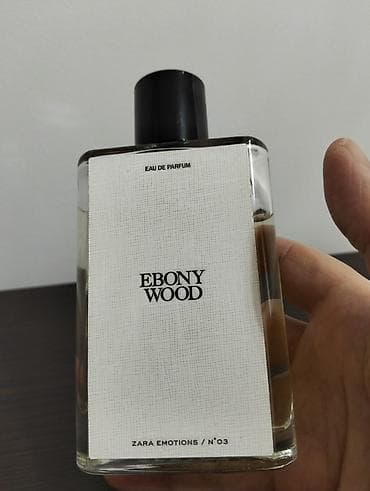 EAU DE PARFUM
EBONY
WOOD
ZARA EMOTIONS / N°03